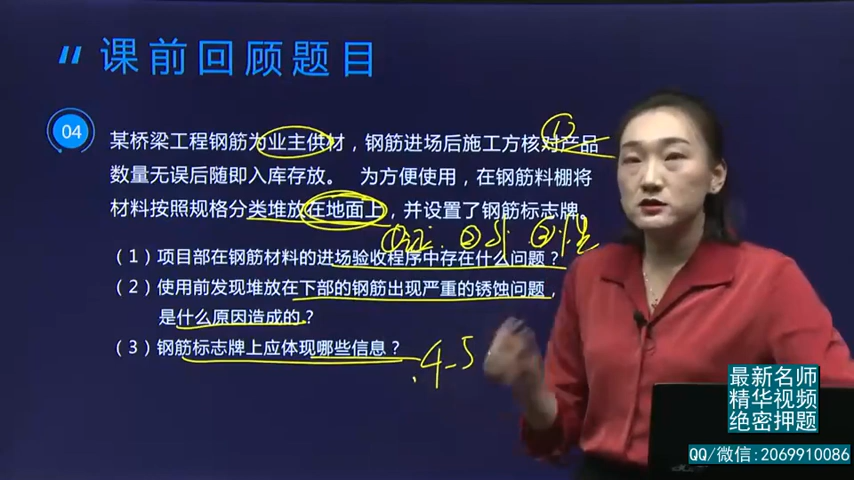 课前回顾题目
04
某桥梁工程钢筋为业主供材，钢筋进场后施工方核对产品
数量无误后随即入库存放。 为方便使用，在钢筋料棚将
材料按照规格分类堆放在地面上，并设置了钢筋标志牌。
（1）项目部在钢筋材料的进场验收程序中存在什么问题？
（2）使用前发现堆放在下部的钢筋出现严重的锈蚀问题，
是什么原因造成的？
（3）钢筋标志牌上应体现哪些信息？
4-5
最新名师
精华视频
绝密押题
QQ/微信:2069910086